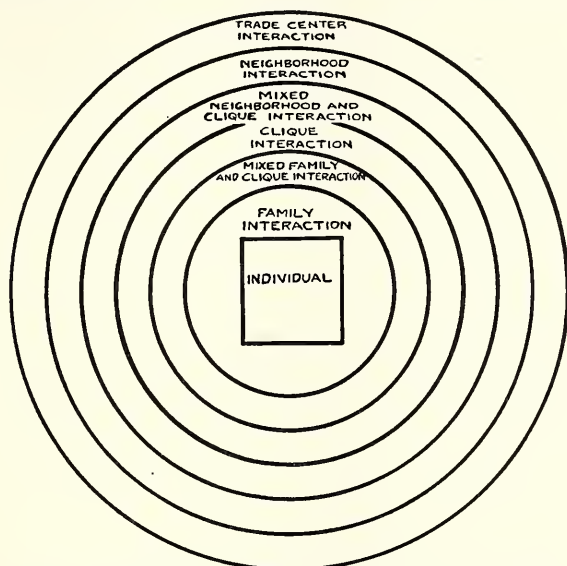 TRADE CENTER
INTERACTION
NEIGHBORHOOD
INTERACTION
MIXED
NEIGHBORHOOD AND
CLIQUE INTERACTION
CLIQUE
INTERACTION
MIXED FAMILY
AND CLIQUE INTERACTION
FAMILY
INTERACTION
INDIVIDUAL